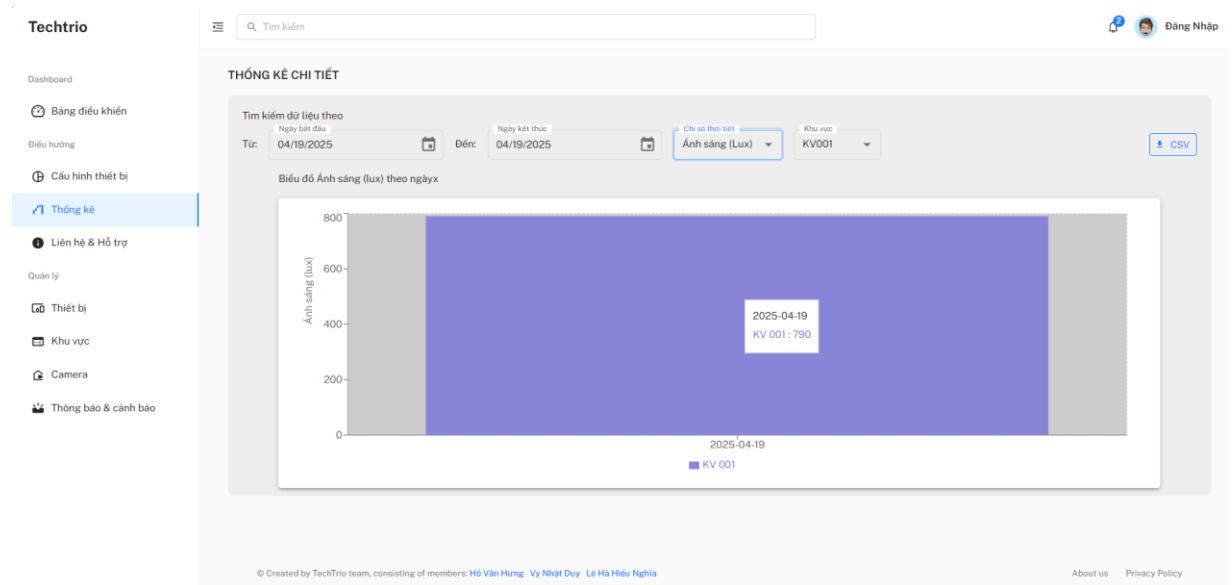 Techtrio
Tìm kiếm
2
Đăng Nhập
Dashboard
Bảng điều khiển
Điều hướng
Cấu hình thiết bị
Thống kê
Liên hệ & Hỗ trợ
Quản lý
Thiết bị
Khu vực
Camera
Thông báo & cảnh báo
THỐNG KÊ CHI TIẾT
Tìm kiếm dữ liệu theo
Từ:
Ngày bắt đầu
04/19/2025
Đến:
Ngày kết thúc
04/19/2025
Chỉ số thời tiết
Ánh sáng (Lux)
Khu vực
KV001
CSV
Biểu đồ Ánh sáng (lux) theo ngàyx
Ánh sáng (lux)
800
600
400
200
0
2025-04-19
KV 001 : 790
2025-04-19
KV 001
© Created by TechTrio team, consisting of members: Hồ Văn Hưng Vy Nhật Duy Lê Hà Hiếu Nghĩa
About us Privacy Policy